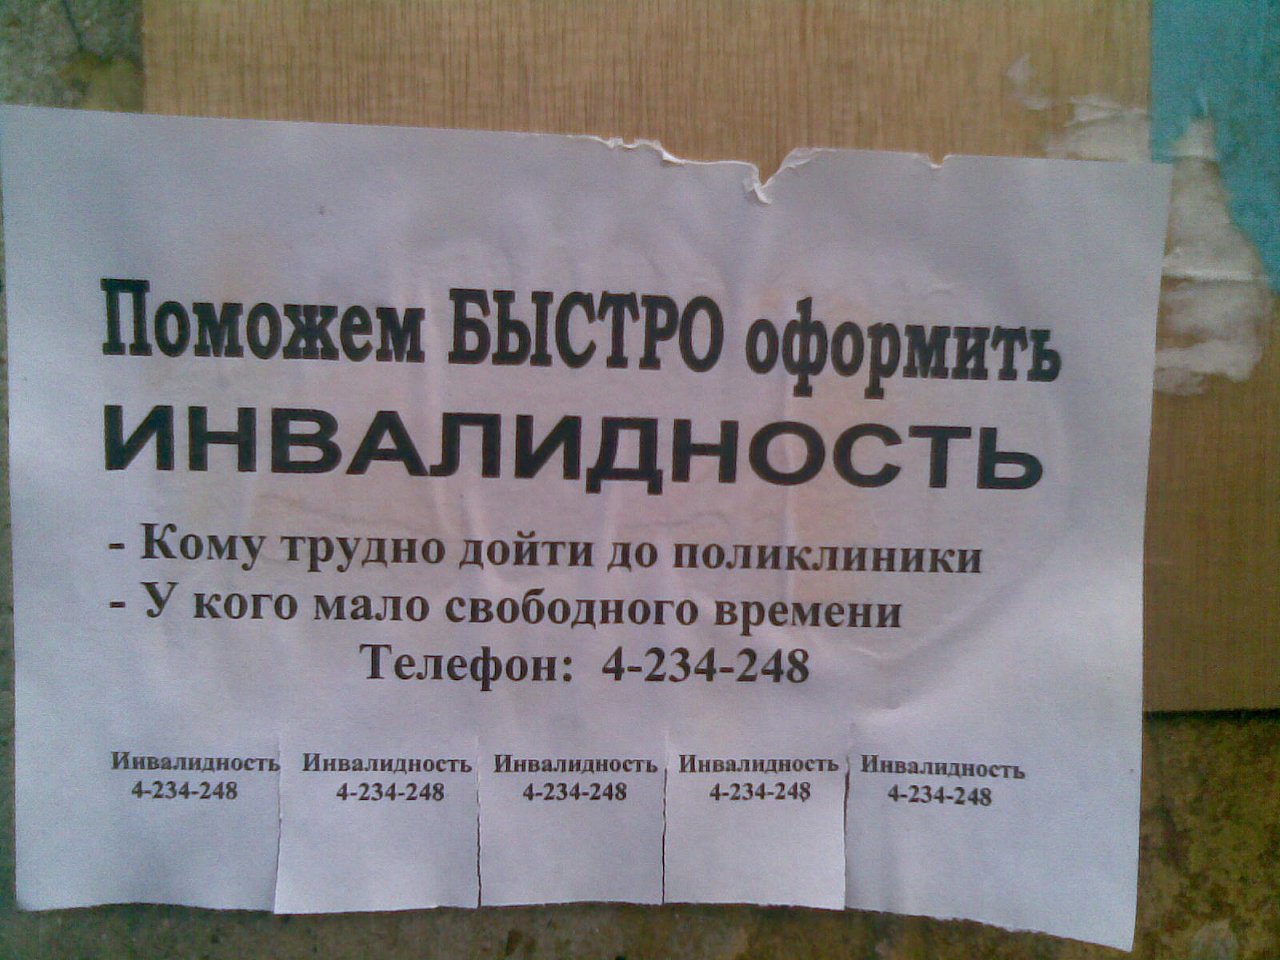 Поможем БЫСТРО оформить
ИНВАЛИДНОСТЬ
- Кому трудно дойти до поликлиники
- У кого мало свободного времени
Телефон: 4-234-248
Инвалидность Инвалидность Инвалидность Инвалидность Инвалидность
4-234-248 4-234-248 4-234-248 4-234-248 4-234-248